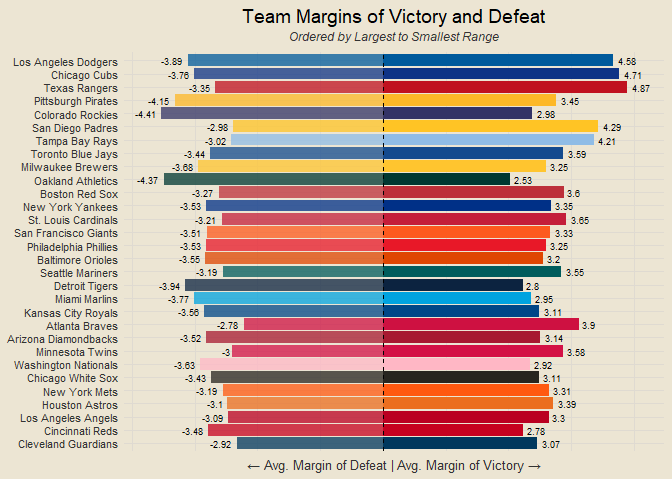 Team Margins of Victory and Defeat
Ordered by Largest to Smallest Range
Los Angeles Dodgers -3.89 4.58
Chicago Cubs -3.76 4.71
Texas Rangers -3.35 4.87
Pittsburgh Pirates -4.15 3.45
Colorado Rockies -4.41 2.98
San Diego Padres -2.98 4.29
Tampa Bay Rays -3.02 4.21
Toronto Blue Jays -3.44 3.59
Milwaukee Brewers -3.68 3.25
Oakland Athletics -4.37 2.53
Boston Red Sox -3.27 3.6
New York Yankees -3.53 3.35
St. Louis Cardinals -3.21 3.65
San Francisco Giants -3.51 3.33
Philadelphia Phillies -3.53 3.25
Baltimore Orioles -3.55 3.2
Seattle Mariners -3.19 3.55
Detroit Tigers -3.94 2.8
Miami Marlins -3.77 2.95
Kansas City Royals -3.56 3.11
Atlanta Braves -2.78 3.9
Arizona Diamondbacks -3.52 3.14
Minnesota Twins -3 3.58
Washington Nationals -3.63 2.92
Chicago White Sox -3.43 3.11
New York Mets -3.19 3.31
Houston Astros -3.1 3.39
Los Angeles Angels -3.09 3.3
Cincinnati Reds -3.48 2.78
Cleveland Guardians -2.92 3.07
← Avg. Margin of Defeat | Avg. Margin of Victory →